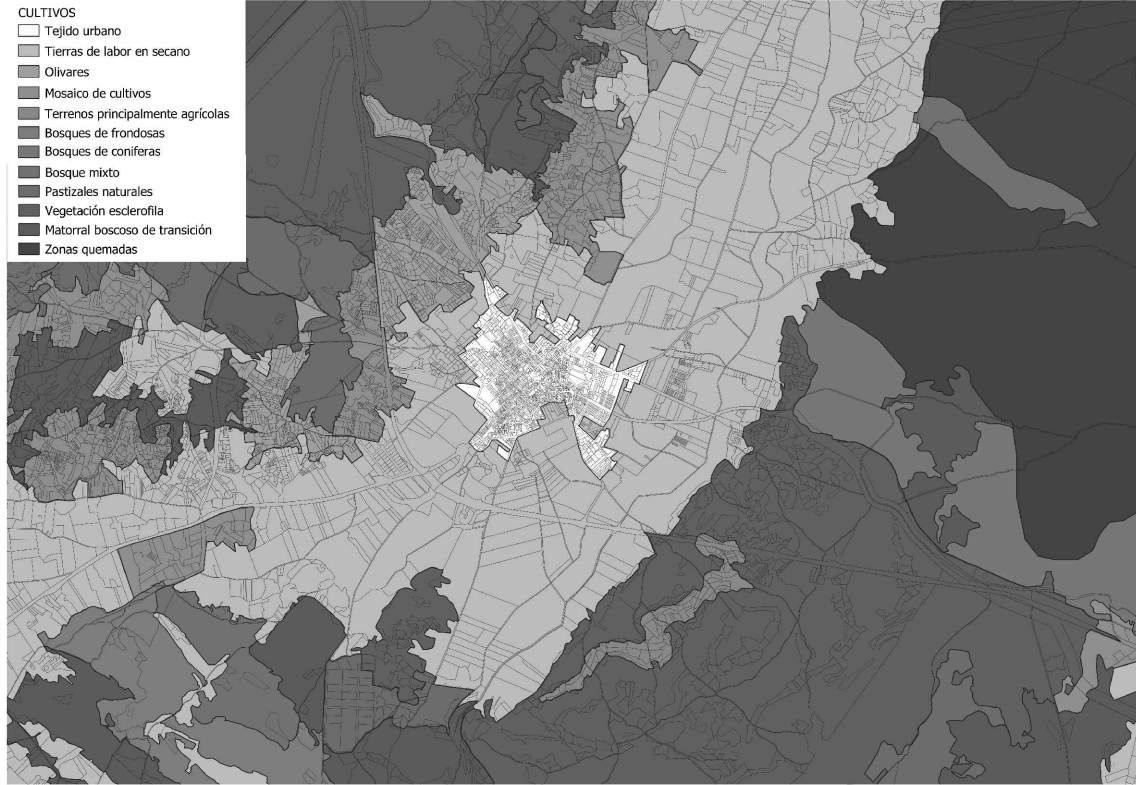 CULTIVOS
Tejido urbano
Tierras de labor en secano
Olivares
Mosaico de cultivos
Terrenos principalmente agrícolas
Bosques de frondosas
Bosques de coniferas
Bosque mixto
Pastizales naturales
Vegetación esclerofila
Matorral boscoso de transición
Zonas quemadas